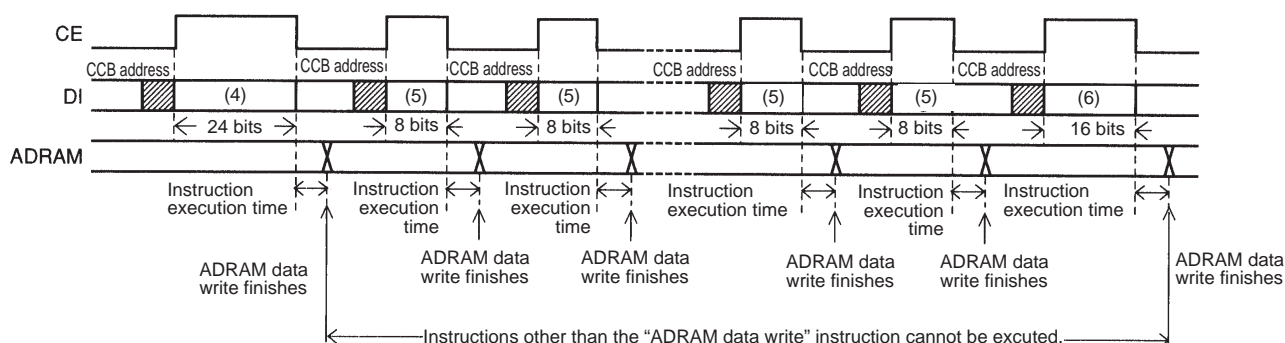 CE
CCB address CCB address CCB address CCB address CCB address CCB address
DI (4) (5) (5) (5) (5) (6)
24 bits 8 bits 8 bits 8 bits 8 bits 16 bits
ADRAM
Instruction
execution time
Instruction
execution
time
Instruction
execution
time
Instruction
execution time
Instruction
execution
time
Instruction
execution time
ADRAM data
write finishes
ADRAM data
write finishes
ADRAM data
write finishes
ADRAM data
write finishes
ADRAM data
write finishes
ADRAM data
write finishes
Instructions other than the “ADRAM data write” instruction cannot be excuted.